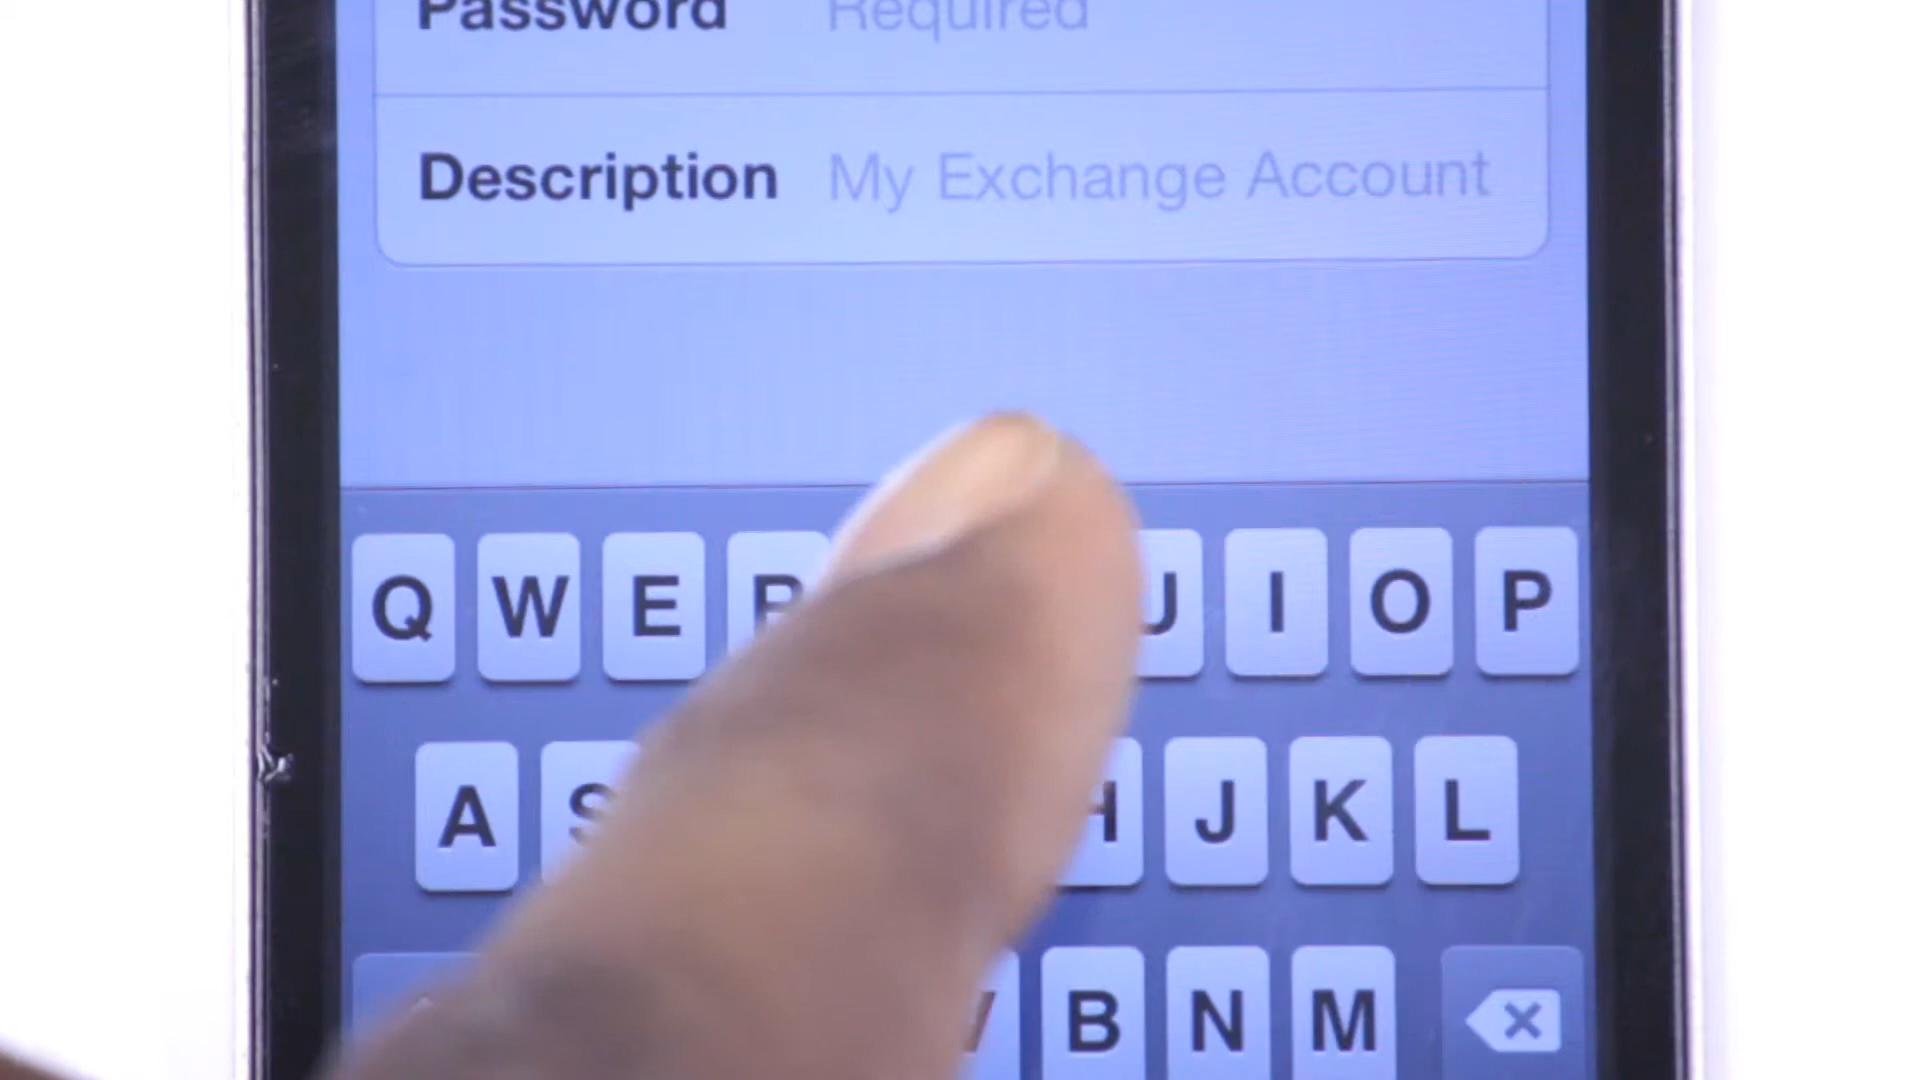 Password Required
Description My Exchange Account
Q W E R U I O P
A S H J K L
V B N M